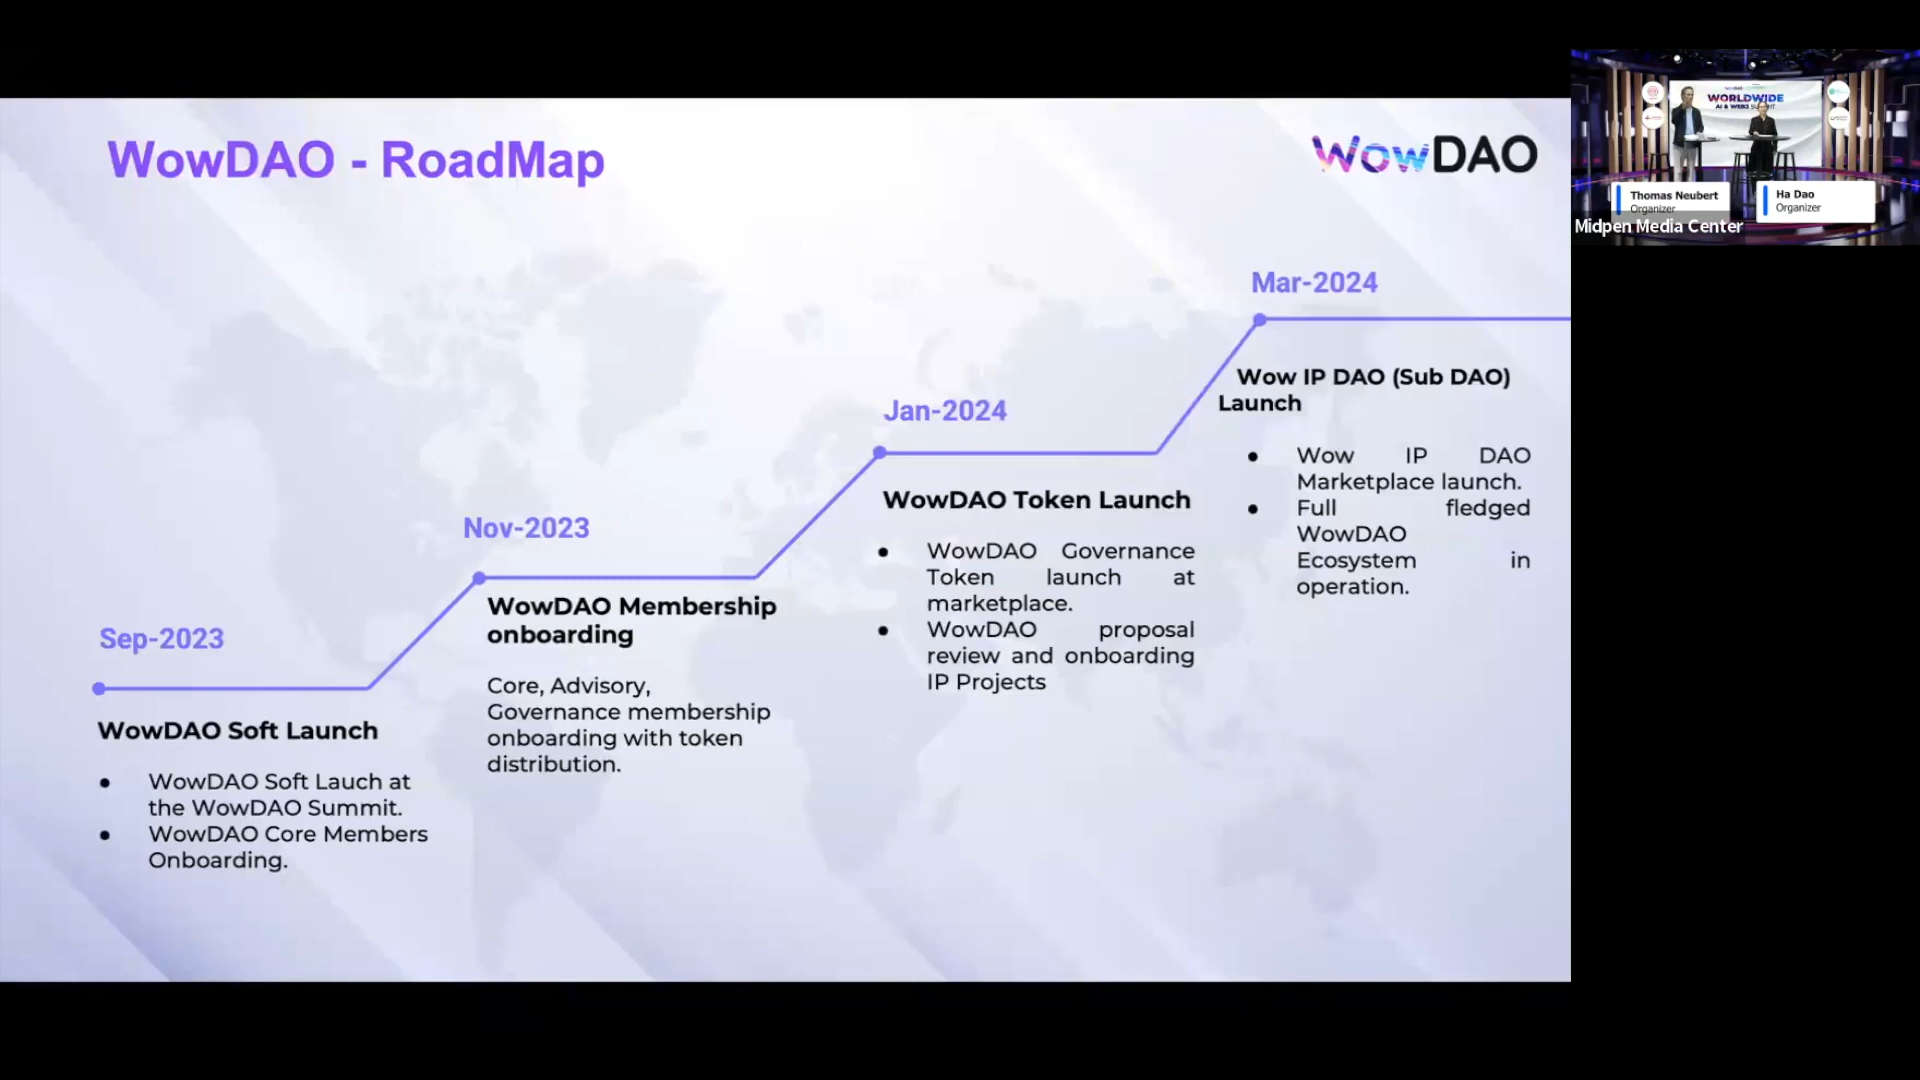 WowDAO - RoadMap
WowDAO
WORLDWIDE
AI & WEB3 SUMMIT
Thomas Neubert
Organizer
Ha Dao
Organizer
Midpen Media Center
Sep-2023
WowDAO Soft Launch
● WowDAO Soft Lauch at
the WowDAO Summit.
● WowDAO Core Members
Onboarding.
Nov-2023
WowDAO Membership
onboarding
Core, Advisory,
Governance membership
onboarding with token
distribution.
Jan-2024
WowDAO Token Launch
● WowDAO Governance
Token launch at
marketplace.
● WowDAO proposal
review and onboarding
IP Projects
Mar-2024
Wow IP DAO (Sub DAO)
Launch
● Wow IP DAO
Marketplace launch.
● Full fledged
WowDAO
Ecosystem in
operation.